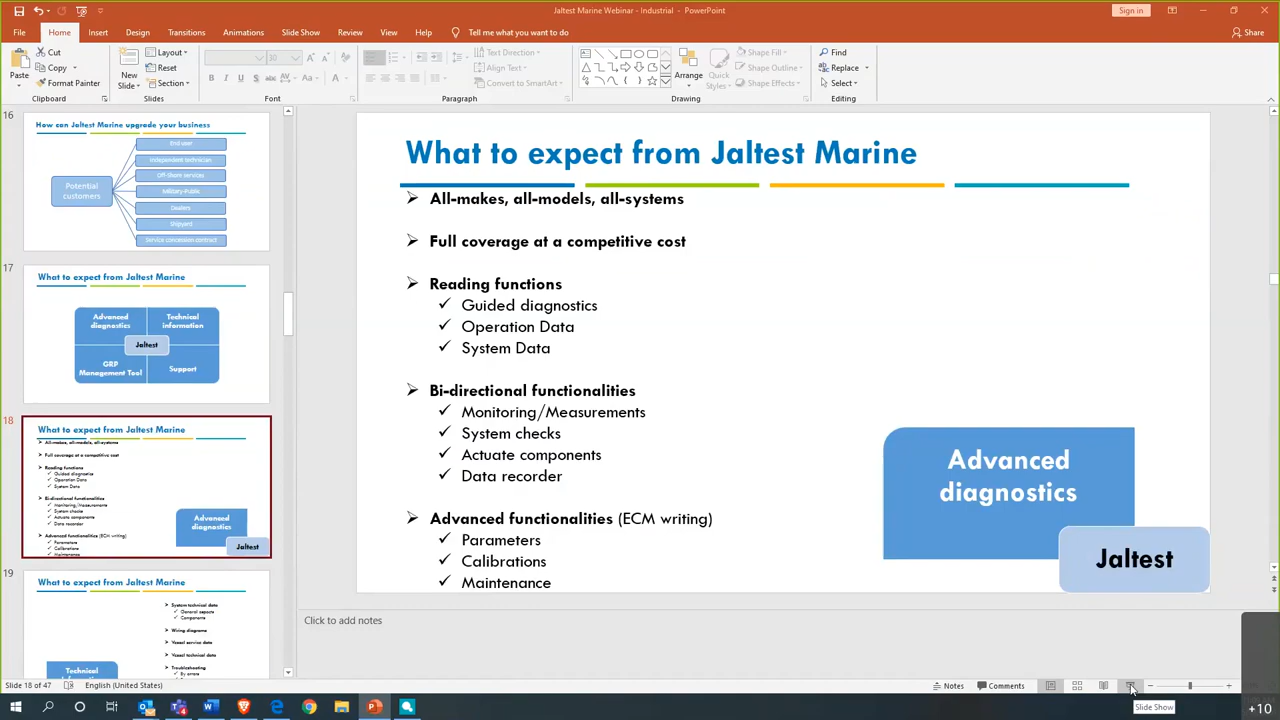 Jaltest Marine Webinar - Industrial - PowerPoint
Sign in
File Home Insert Design Transitions Animations Slide Show Review View Help Tell me what you want to do
Share
Paste
Cut
Copy
Format Painter
Clipboard
New Slide
Layout
Reset
Section
Slides
30
B I U S abc AV Aa A
Font
Text Direction
Align Text
Convert to SmartArt
Paragraph
Arrange
Quick Styles
Shape Fill
Shape Outline
Shape Effects
Drawing
Find
Replace
Select
Editing
16
How can Jaltest Marine upgrade your business
Potential customers
End user
Independent technician
Off-Shore services
Military-Public
Dealers
Shipyard
Service concession contract
17
What to expect from Jaltest Marine
Advanced diagnostics
Technical information
Jaltest
GRP Management Tool
Support
18
What to expect from Jaltest Marine
All-makes, all-models, all-systems
Full coverage at a competitive cost
Reading functions
Guided diagnostics
Operation Data
System Data
Bi-directional functionalities
Monitoring/Measurements
System checks
Actuate components
Data recorder
Advanced functionalities (ECM writing)
Parameters
Calibrations
Maintenance
Advanced diagnostics
Jaltest
19
What to expect from Jaltest Marine
System technical data
General aspects
Components
Wiring diagrams
Vessel service data
Vessel technical data
Troubleshooting
By errors
Technical
What to expect from Jaltest Marine
All-makes, all-models, all-systems
Full coverage at a competitive cost
Reading functions
Guided diagnostics
Operation Data
System Data
Bi-directional functionalities
Monitoring/Measurements
System checks
Actuate components
Data recorder
Advanced functionalities (ECM writing)
Parameters
Calibrations
Maintenance
Advanced
diagnostics
Jaltest
Click to add notes
Slide 18 of 47
English (United States)
Notes
Comments
Slide Show
+10